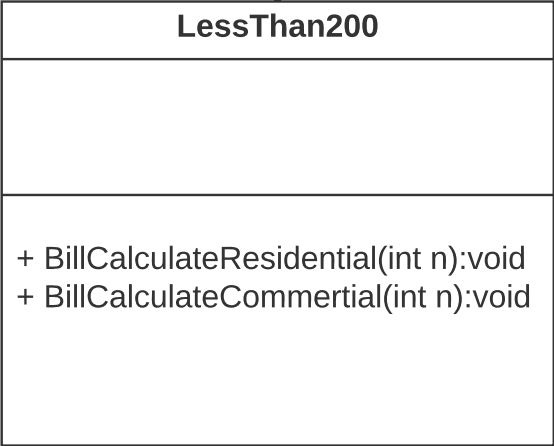 LessThan200
+ BillCalculateResidential(int n):void
+ BillCalculateCommertial(int n):void